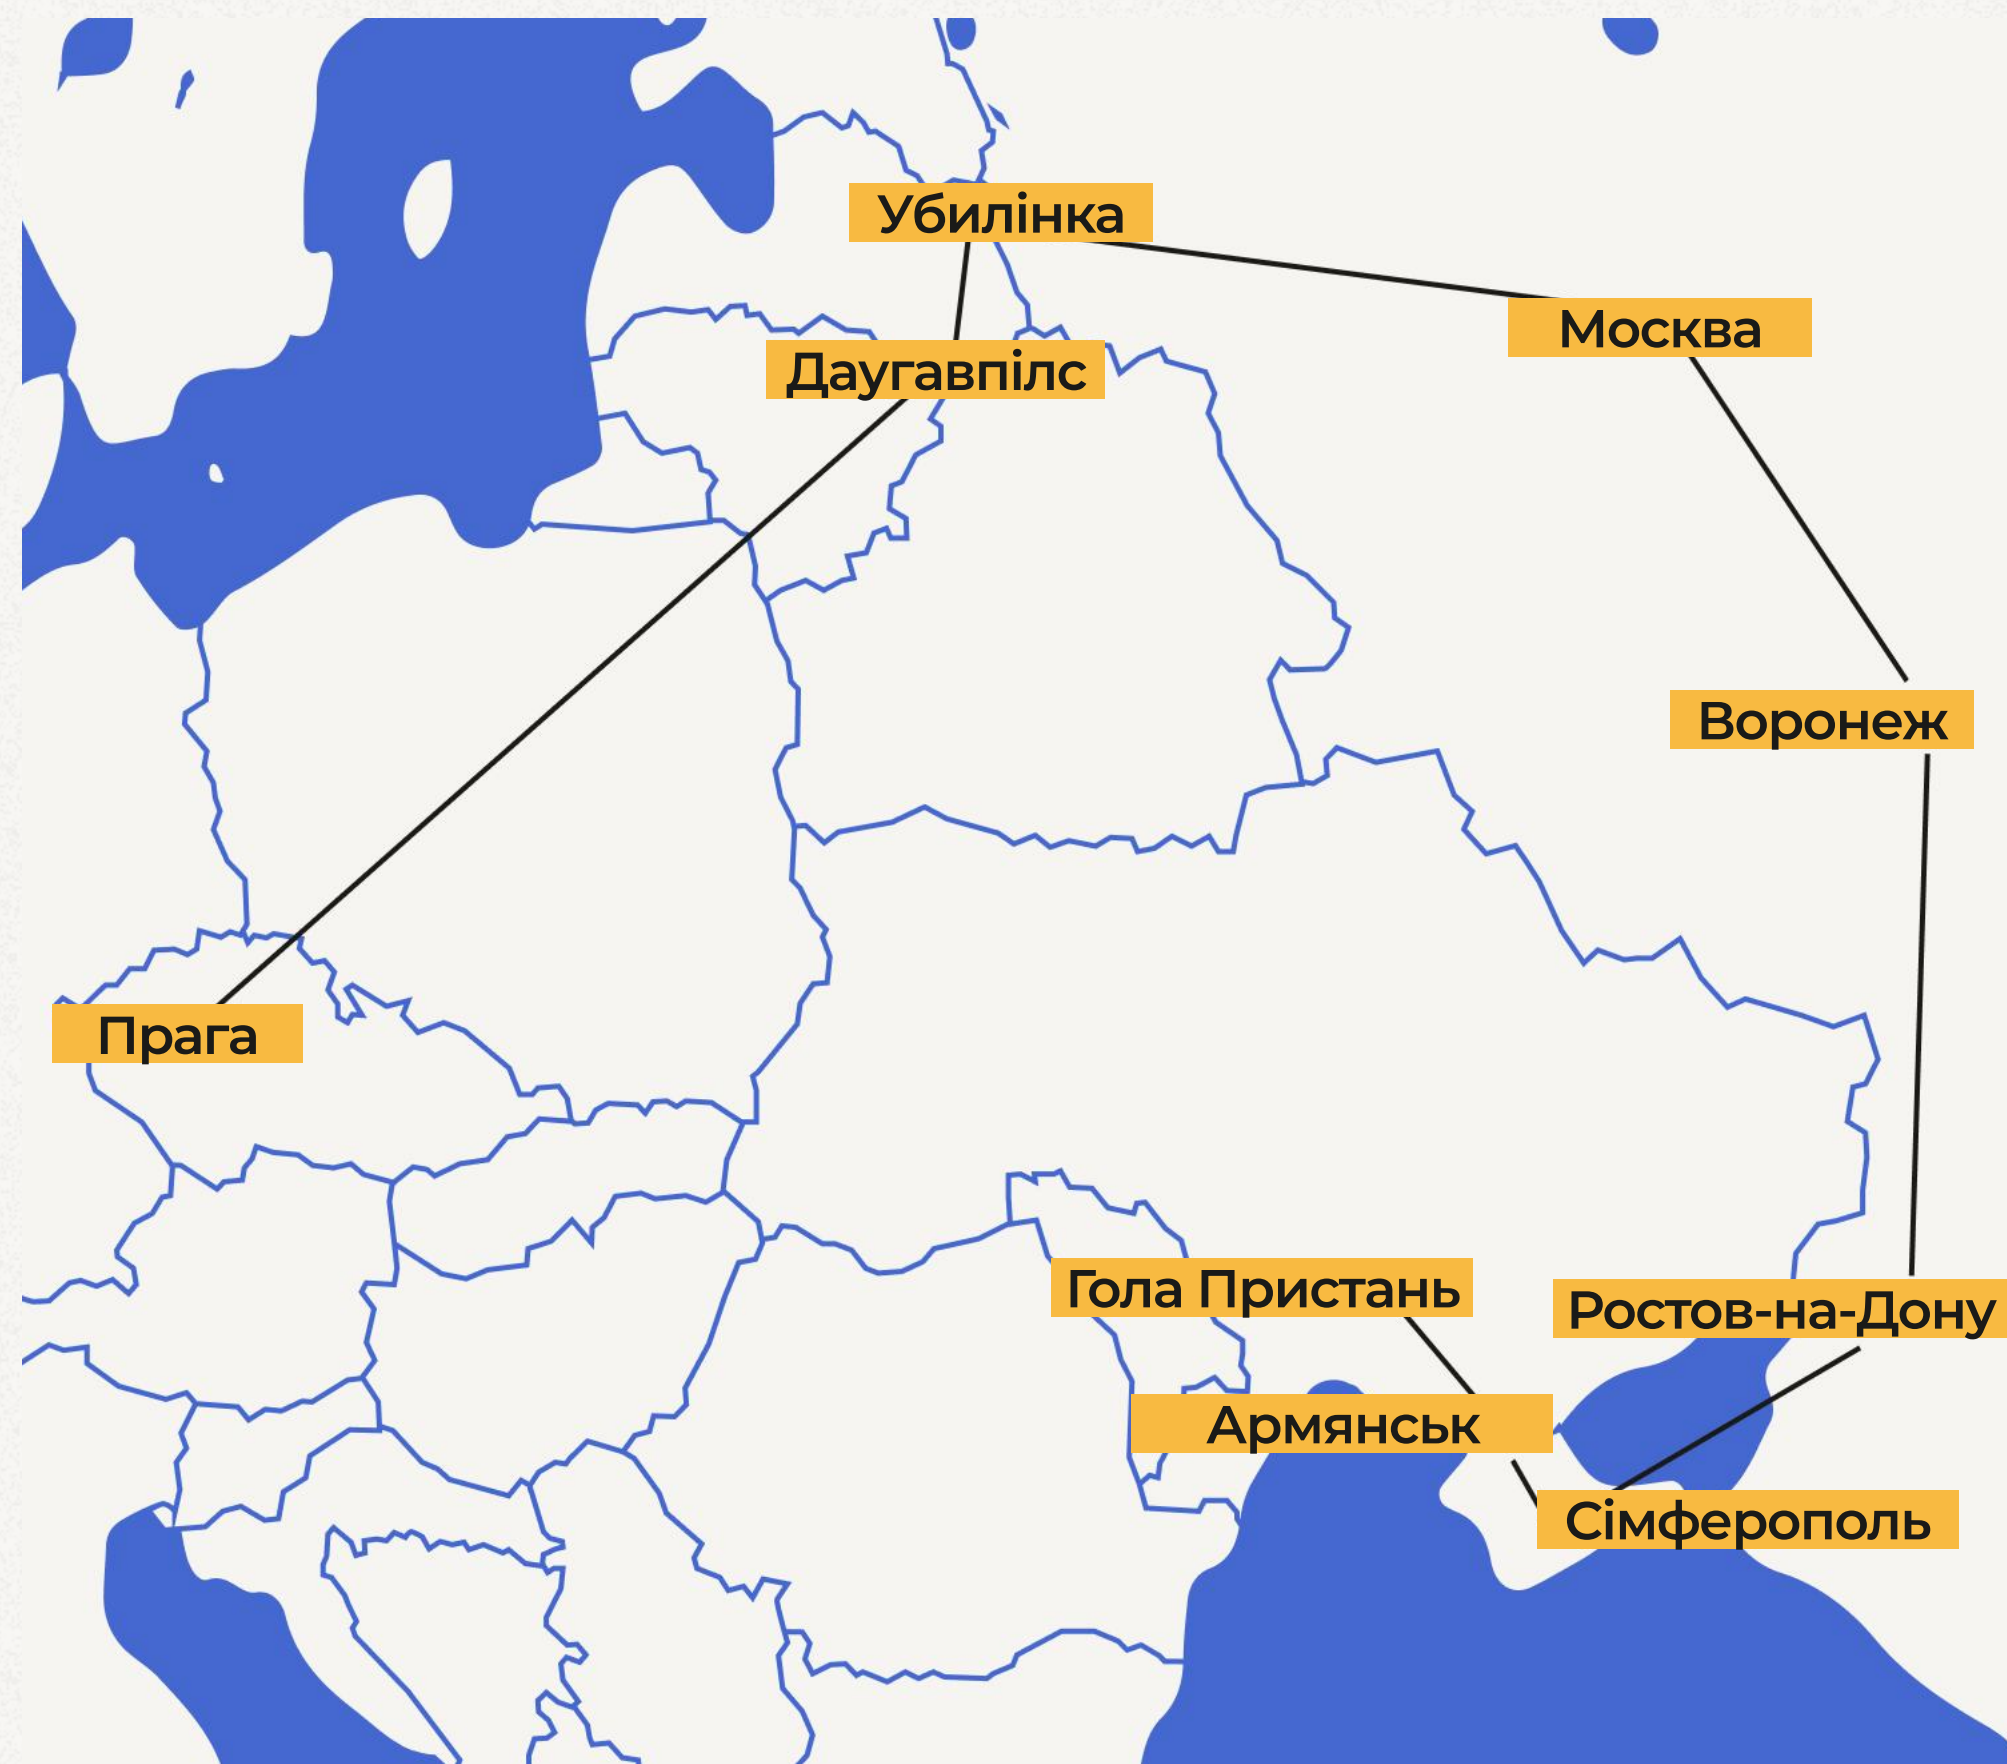 Убилінка
Москва
Даугавпілс
Воронеж
Прага
Гола Пристань
Ростов-на-Дону
Армянськ
Сімферополь